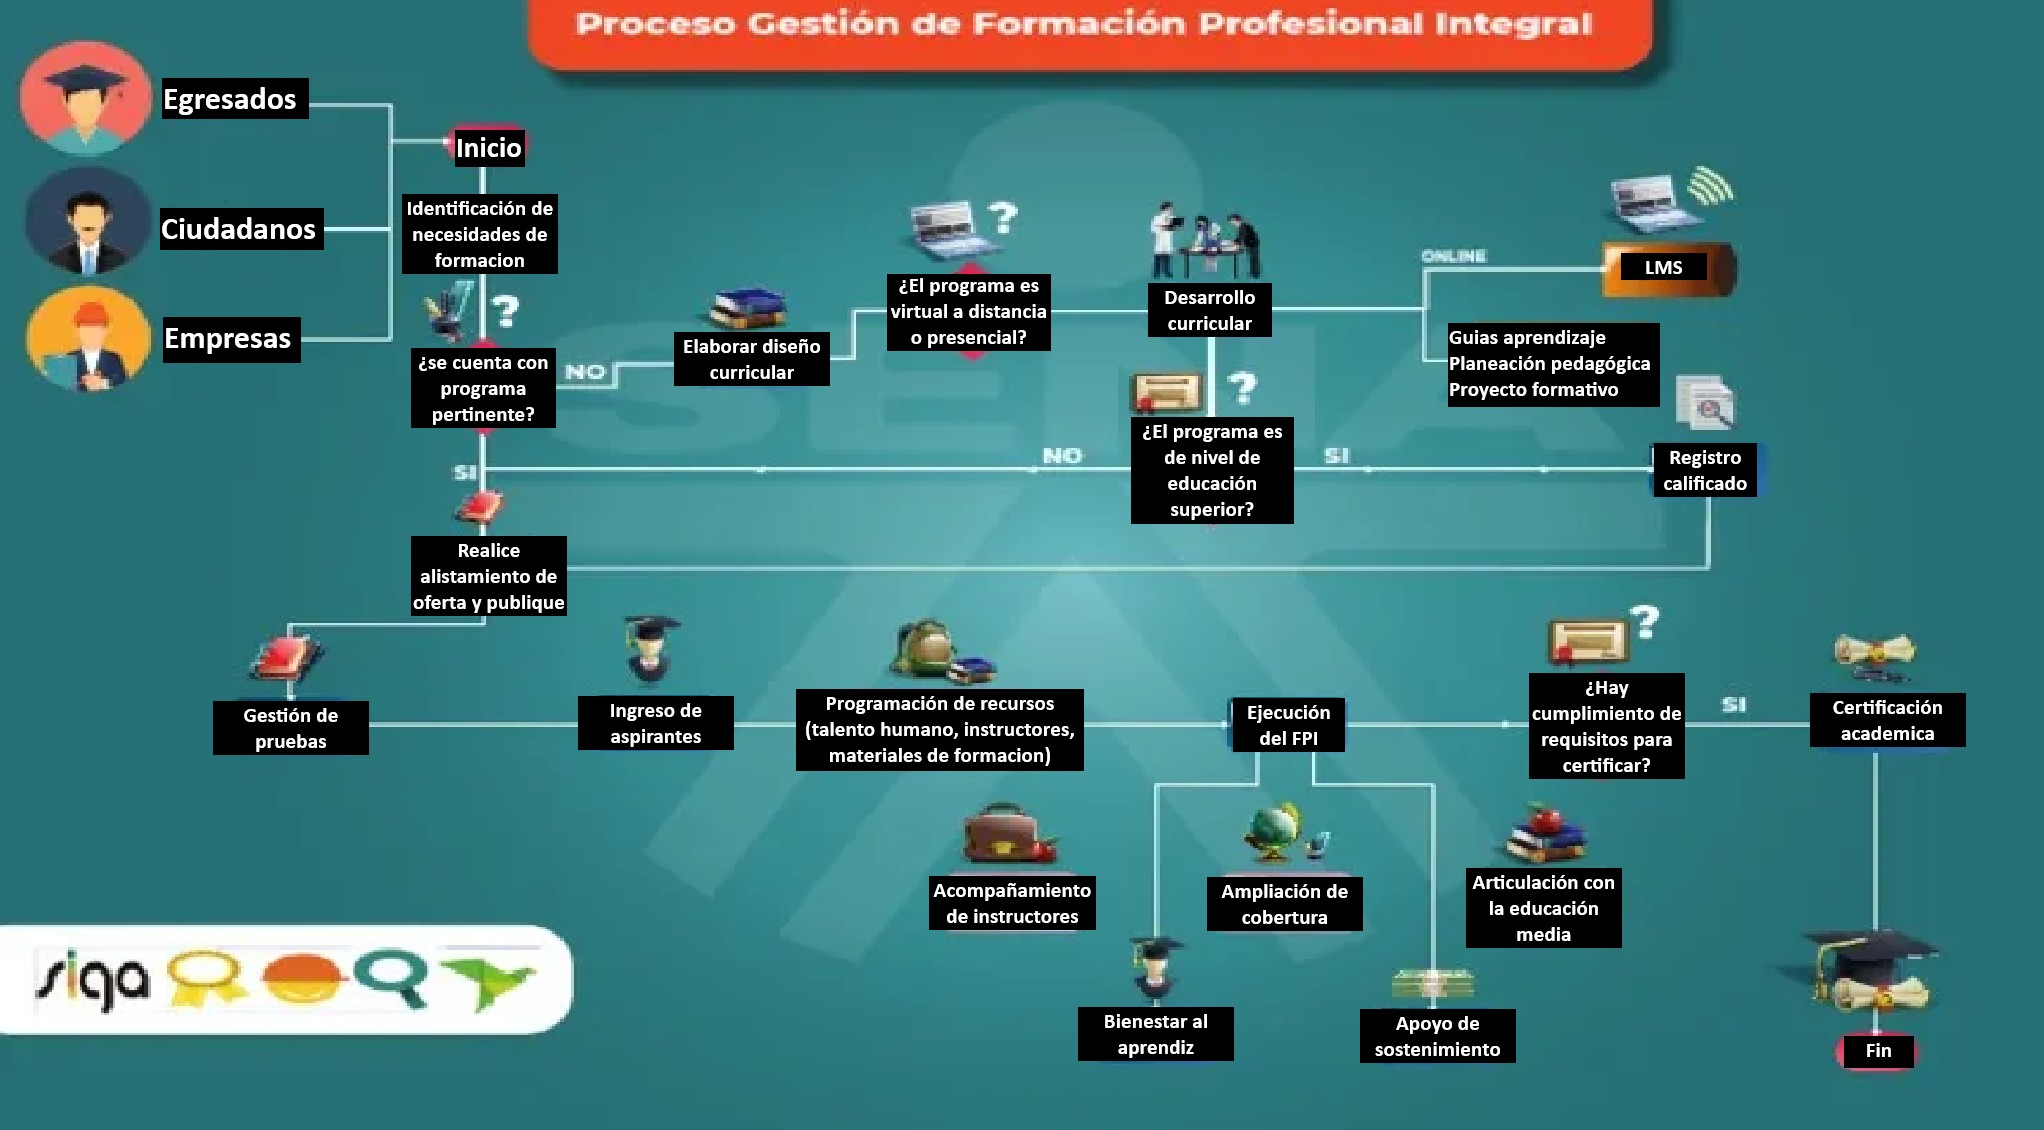 Proceso Gestión de Formación Profesional Integral
Egresados
Inicio
Ciudadanos
Identificación de
necesidades de
formacion
Empresas
¿se cuenta con
programa
pertinente?
NO
Elaborar diseño
curricular
¿El programa es
virtual a distancia
o presencial?
Desarrollo
curricular
ONLINE
LMS
Guias aprendizaje
Planeación pedagógica
Proyecto formativo
¿El programa es
de nivel de
educación
superior?
NO
SI
Registro
calificado
SI
SENA
Realice
alistamiento de
oferta y publique
Gestión de
pruebas
Ingreso de
aspirantes
Programación de recursos
(talento humano, instructores,
materiales de formacion)
Ejecución
del FPI
¿Hay
cumplimiento de
requisitos para
certificar?
SI
Certificación
academica
Acompañamiento
de instructores
Ampliación de
cobertura
Articulación con
la educación
media
Bienestar al
aprendiz
Apoyo de
sostenimiento
Fin
siga